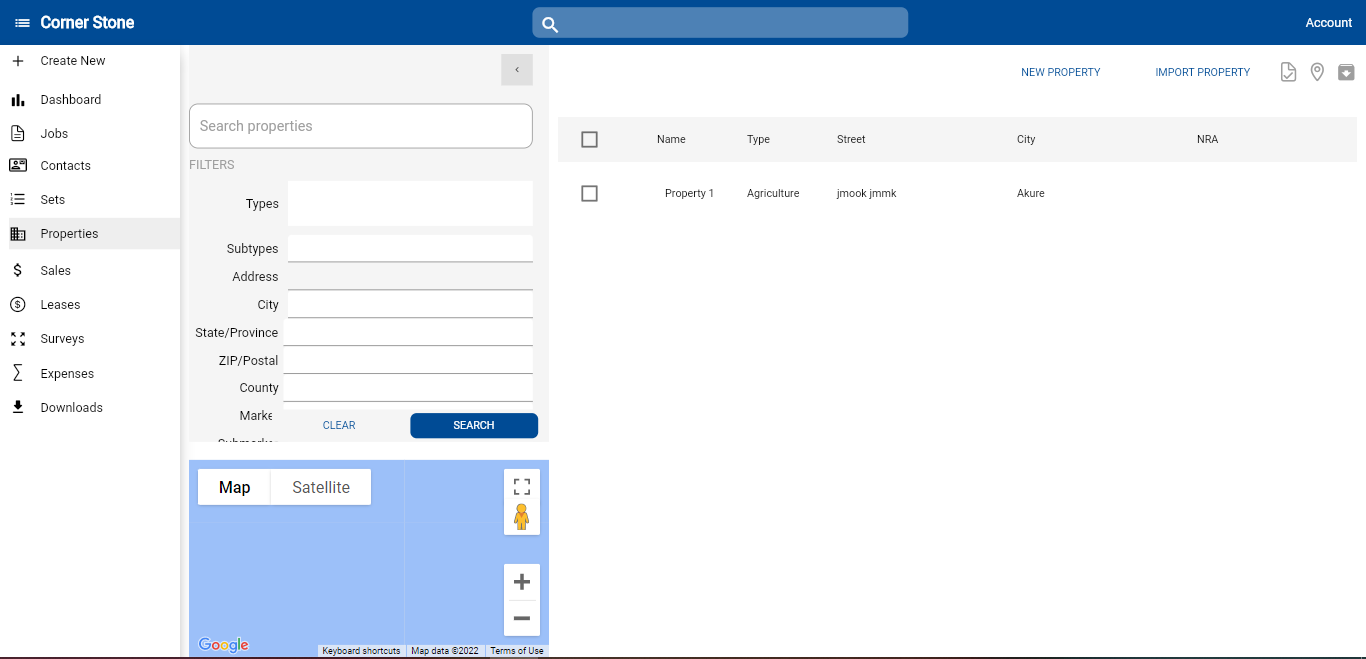 Corner Stone
Account
Create New
Dashboard
Jobs
Contacts
Sets
Properties
Sales
Leases
Surveys
Expenses
Downloads
Search properties
FILTERS
Types
Subtypes
Address
City
State/Province
ZIP/Postal
County
Marke
CLEAR
SEARCH
Map
Satellite
Google
Keyboard shortcuts
Map data ©2022
Terms of Use
NEW PROPERTY
IMPORT PROPERTY
Name Type Street City NRA
Property 1 Agriculture jmook jmmk Akure